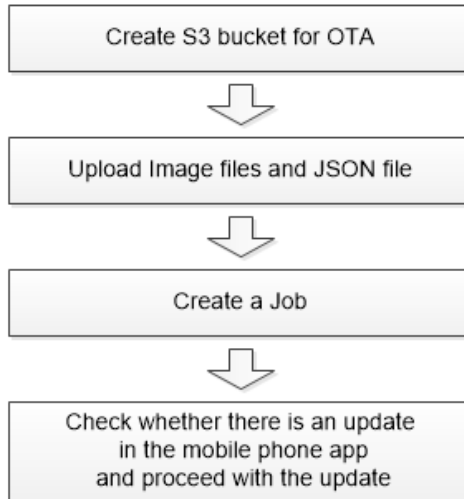 Create S3 bucket for OTA
Upload Image files and JSON file
Create a Job
Check whether there is an update
in the mobile phone app
and proceed with the update